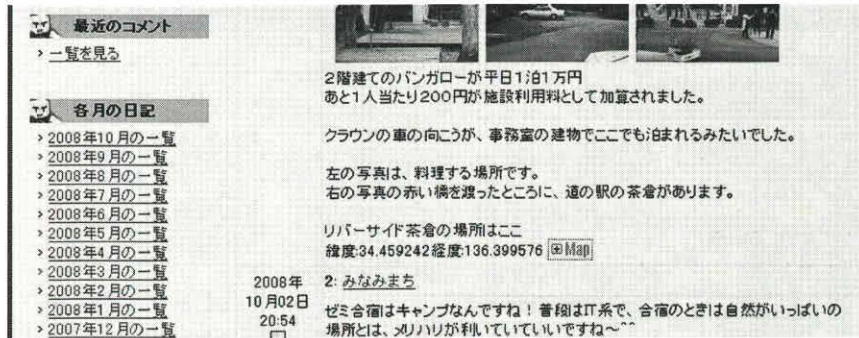 最近のコメント
> 一覧を見る
各月の日記
> 2008年10月の一覧
> 2008年9月の一覧
> 2008年8月の一覧
> 2008年7月の一覧
> 2008年6月の一覧
> 2008年5月の一覧
> 2008年4月の一覧
> 2008年3月の一覧
> 2008年2月の一覧
> 2008年1月の一覧
> 2007年12月の一覧
2階建てのバンガローが平日1泊1万円
あと1人当たり200円が施設利用料として加算されました。
クラウンの車の向こうが、事務室の建物でここでも泊まれるみたいでした。
左の写真は、料理する場所です。
右の写真の赤い橋を渡ったところに、道の駅の茶倉があります。
リバーサイド茶倉の場所はここ
緯度:34.459242経度:136.399576 Map
2008年
10月02日
20:54
2: みなみまち
ゼミ合宿はキャンプなんですね！普段はIT系で、合宿のときは自然がいっぱいの
場所とは、メリハリが利いていていいですね～^^